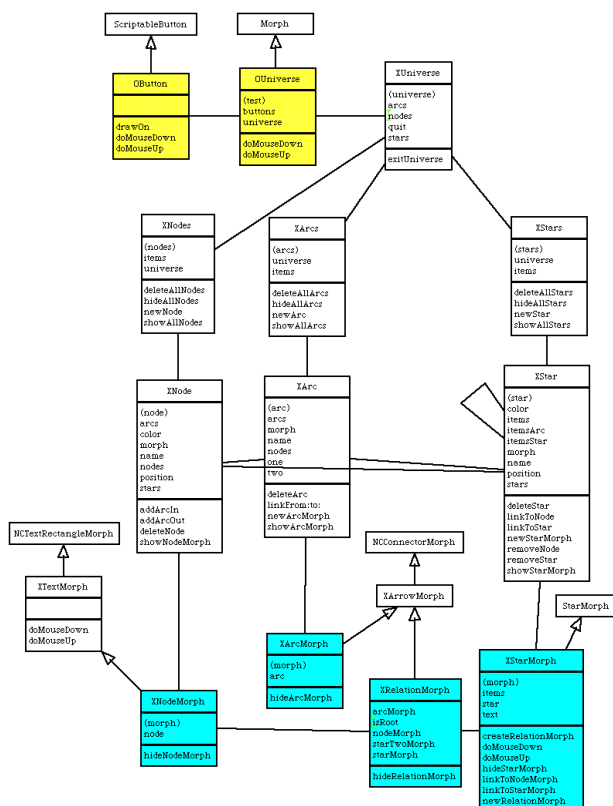 ScriptableButton
Morph
OButton
drawOn
doMouseDown
doMouseUp
OUniverse
(test)
buttons
universe
doMouseDown
doMouseUp
XUniverse
(universe)
arcs
nodes
quit
stars
exitUniverse
XNodes
(nodes)
items
universe
deleteAllNodes
hideAllNodes
newNode
showAllNodes
XArcs
(arcs)
universe
items
deleteAllArcs
hideAllArcs
newArc
showAllArcs
XStars
(stars)
universe
items
deleteAllStars
hideAllStars
newStar
showAllStars
XNode
(node)
arcs
color
morph
name
nodes
position
stars
addArcIn
addArcOut
deleteNode
showNodeMorph
XArc
(arc)
arcs
morph
name
nodes
one
two
deleteArc
linkFrom:to:
newArcMorph
showArcMorph
XStar
(star)
color
items
itemsArc
itemsStar
morph
name
position
stars
deleteStar
linkToNode
linkToStar
newStarMorph
removeNode
removeStar
showStarMorph
NCTextRectangleMorph
XTextMorph
doMouseDown
doMouseUp
NCConnectorMorph
XArrowMorph
StarMorph
XNodeMorph
(morph)
node
hideNodeMorph
XArcMorph
(morph)
arc
hideArcMorph
XRelationMorph
arcMorph
isRoot
nodeMorph
starTwoMorph
starMorph
hideRelationMorph
XStarMorph
(morph)
items
star
text
createRelationMorph
doMouseDown
doMouseUp
hideStarMorph
linkToNodeMorph
linkToStarMorph
newRelationMorph